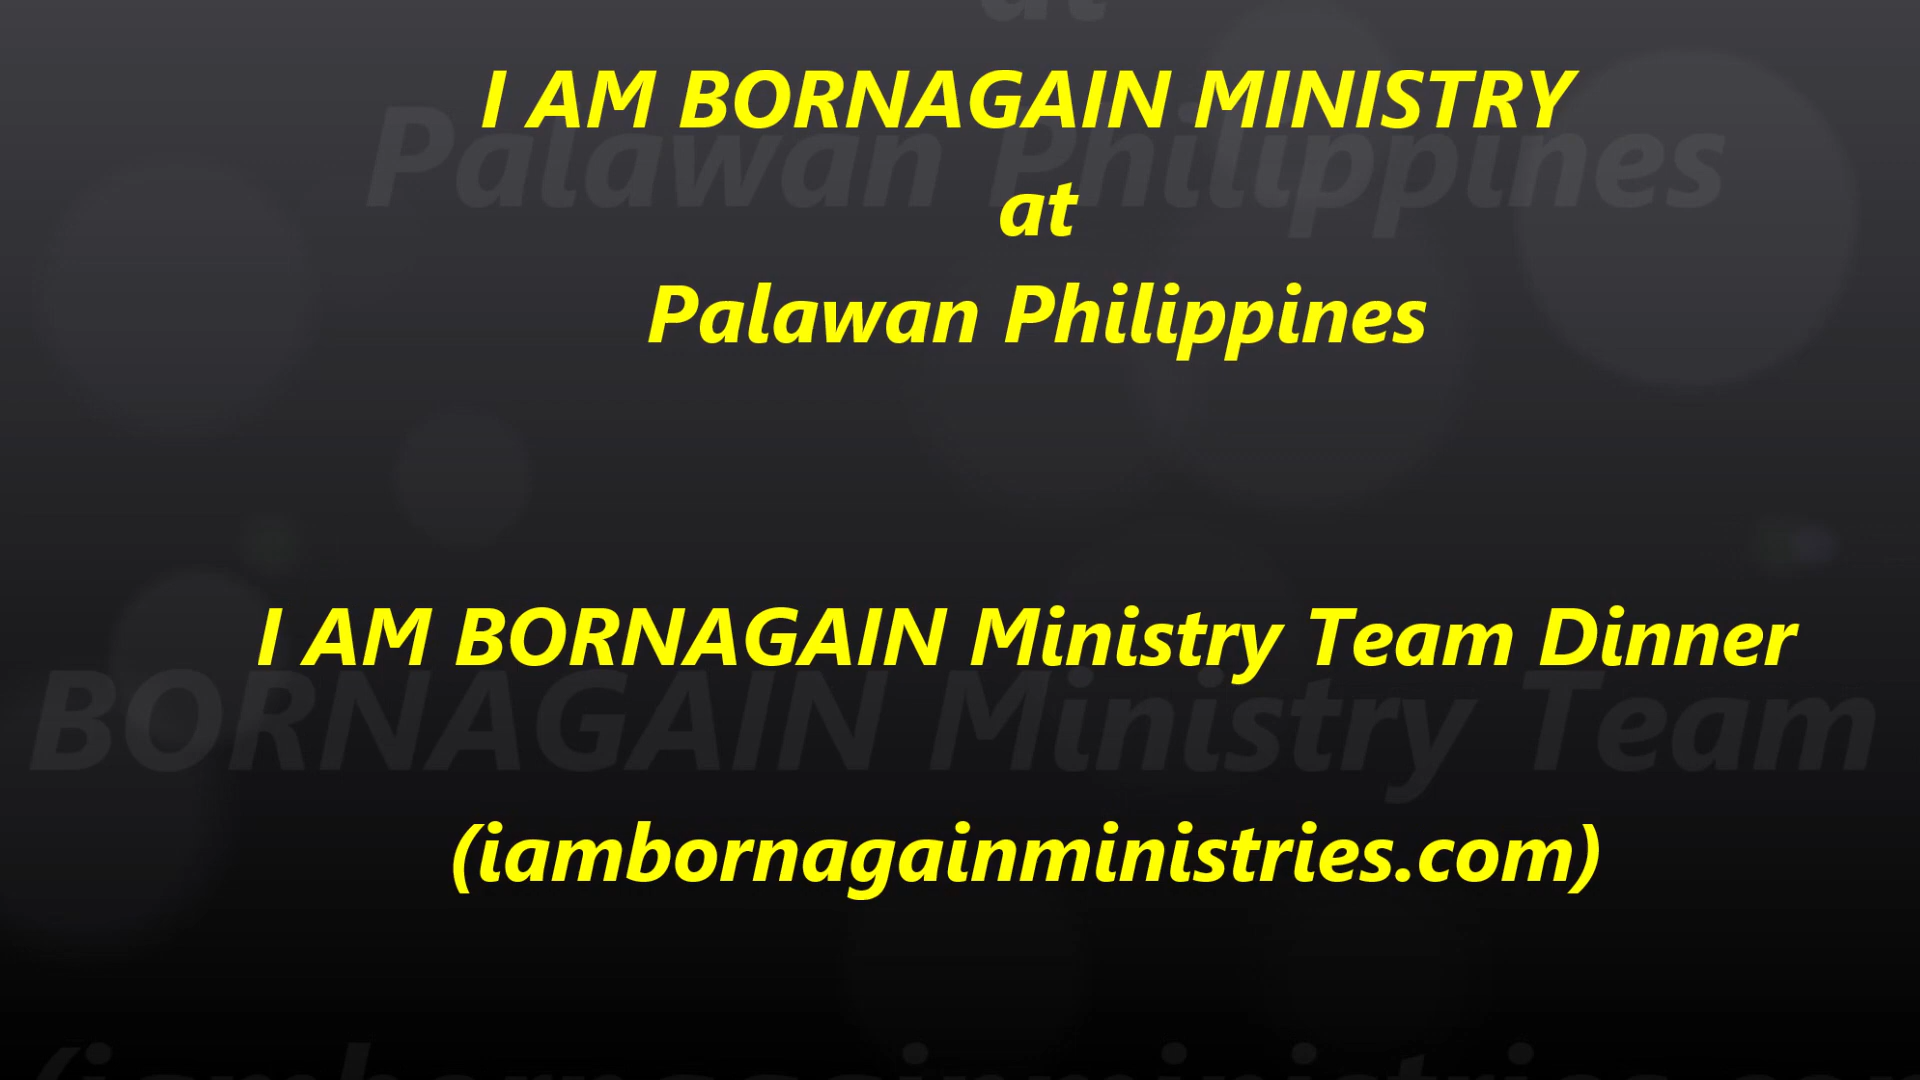 I AM BORNAGAIN MINISTRY
at
Palawan Philippines
I AM BORNAGAIN Ministry Team Dinner
(iambornagainministries.com)